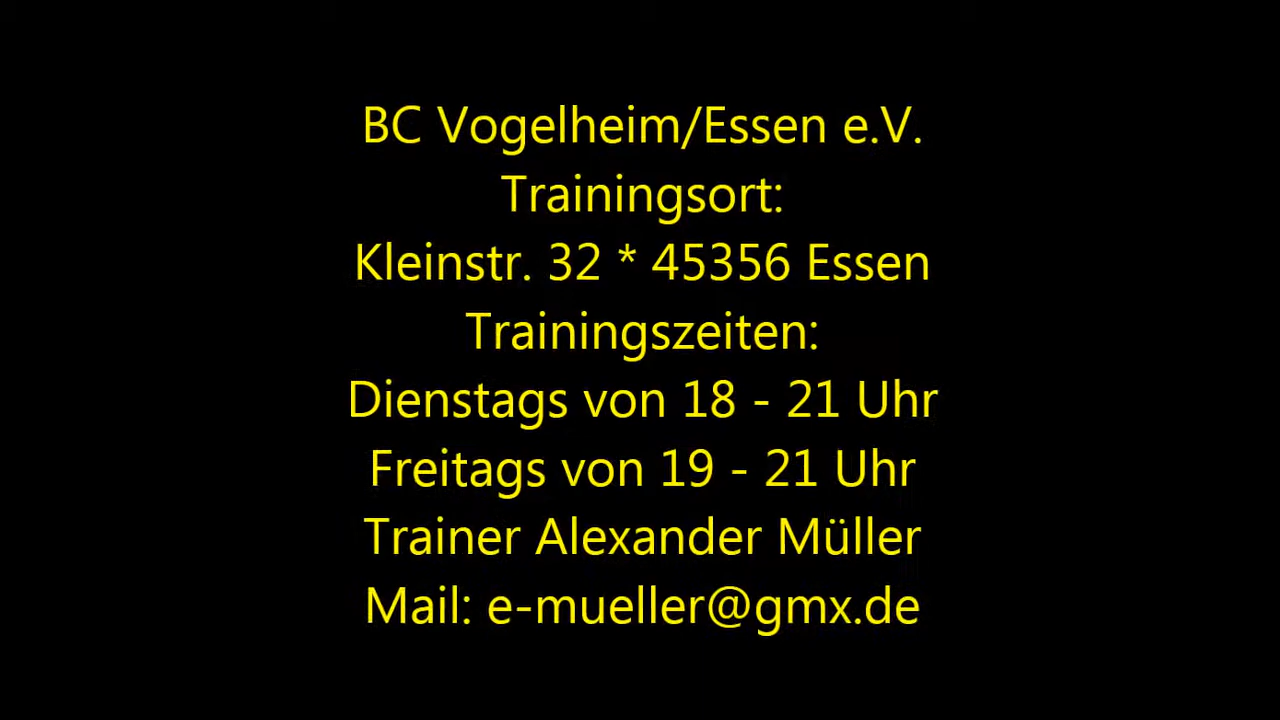 BC Vogelheim/Essen e.V.
Trainingsort:
Kleinstr. 32 * 45356 Essen
Trainingszeiten:
Dienstags von 18 - 21 Uhr
Freitags von 19 - 21 Uhr
Trainer Alexander Müller
Mail: e-mueller@gmx.de